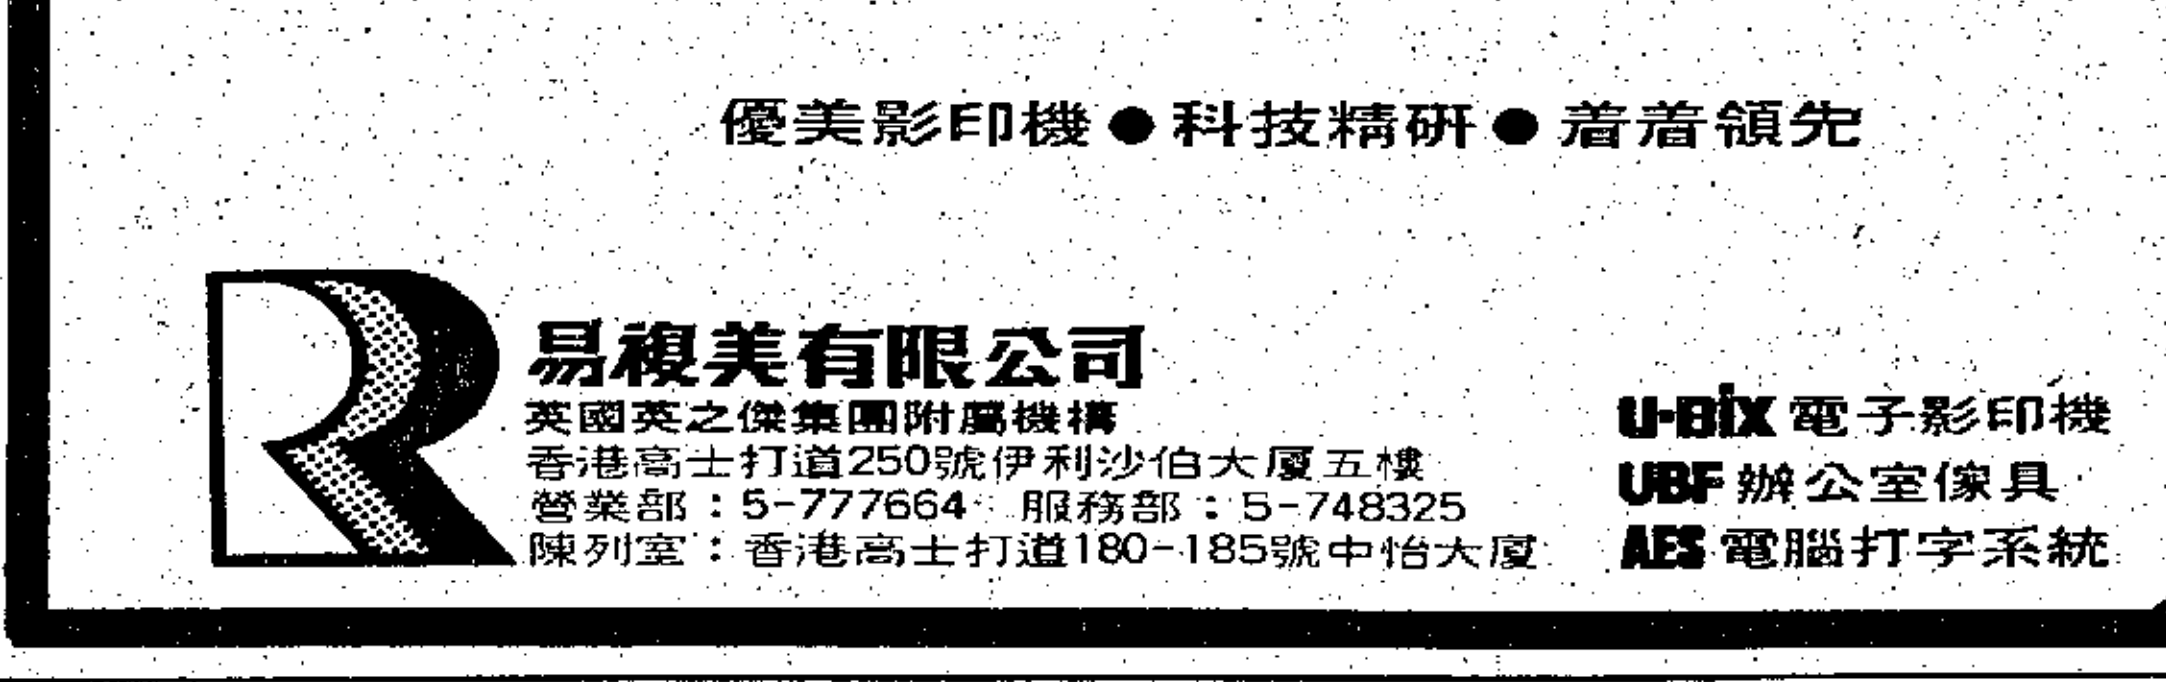 優美影印機●科技精研●着着領先
易複美有限公司
英國英之傑集團附屬機構
香港高士打道250號伊利沙伯大厦五樓
營業部：5-777664 服務部：5-748325
陳列室：香港高士打道180-185號中怡大厦
U-BiX 電子影印機
UBF 辦公室傢具
AES 電腦打字系統